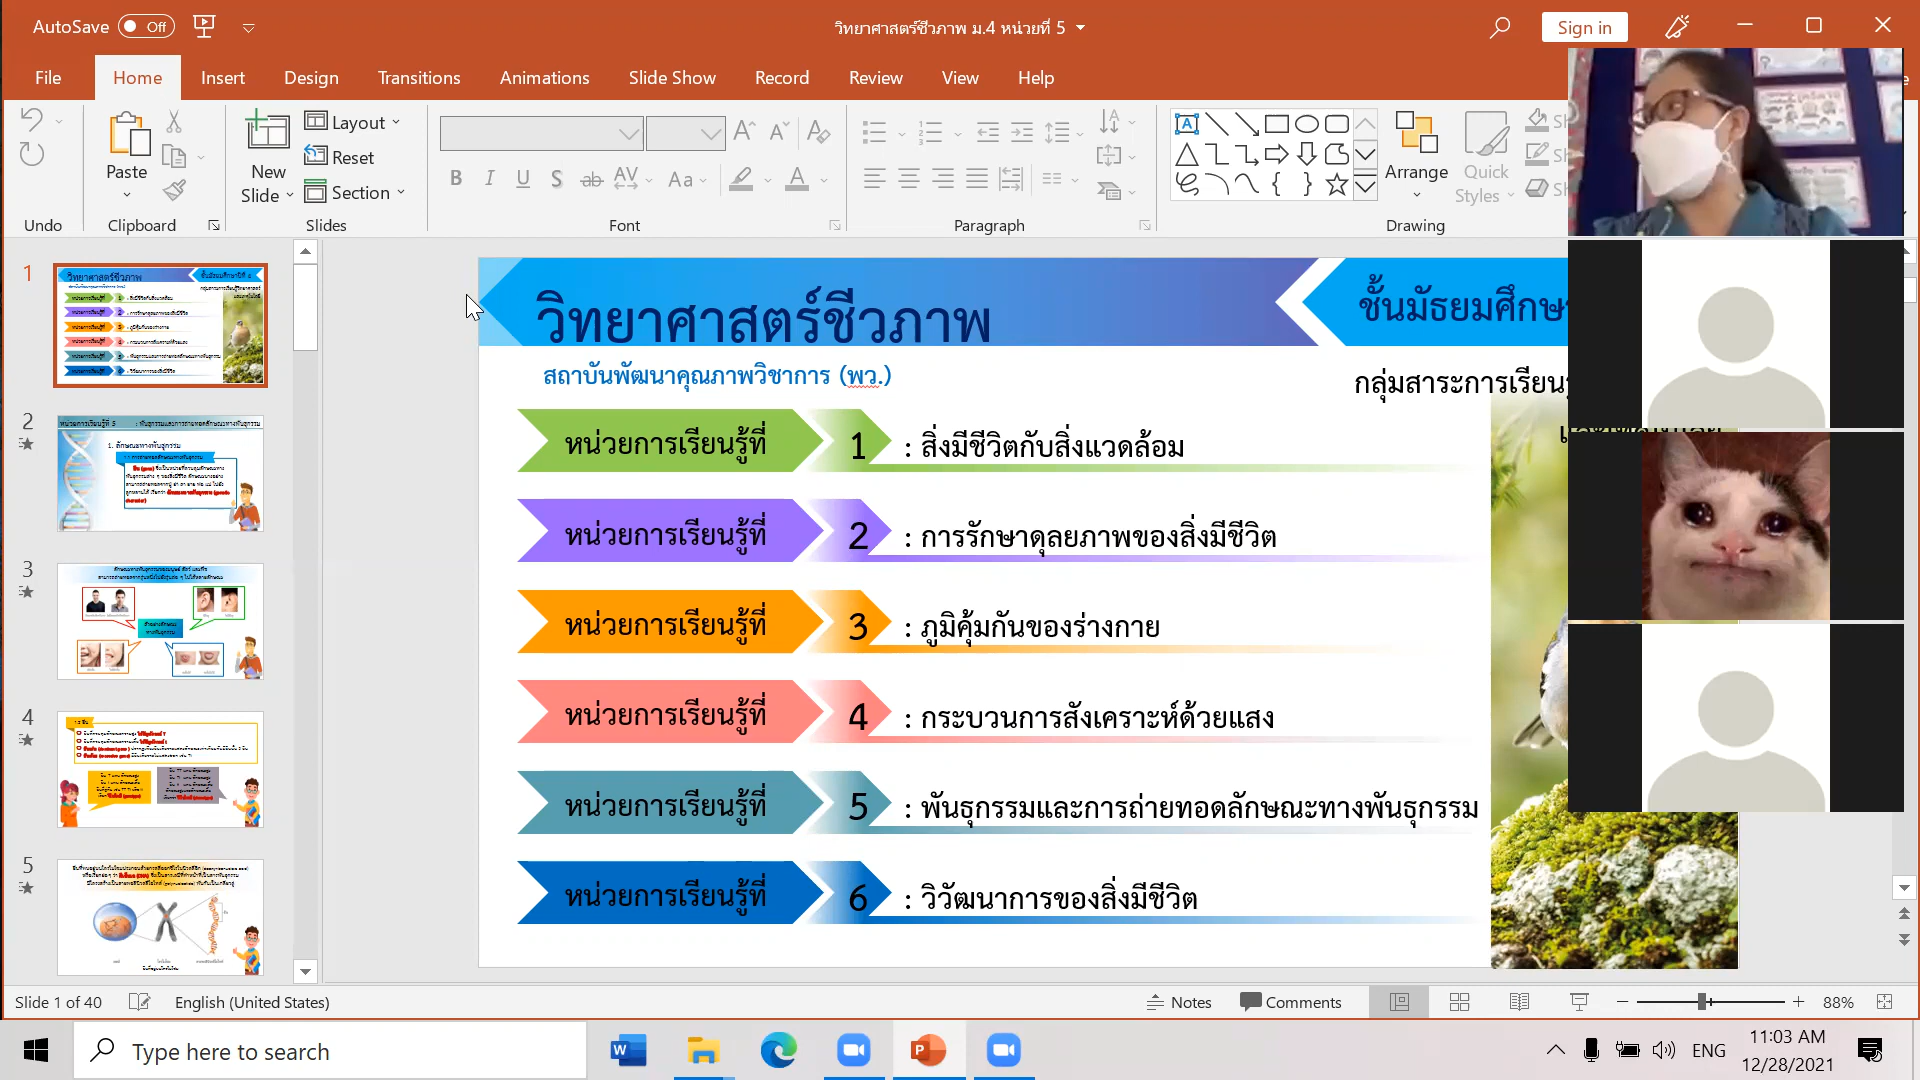 AutoSave Off
วิทยาศาสตร์ชีวภาพ ม.4 หน่วยที่ 5
Sign in
File Home Insert Design Transitions Animations Slide Show Record Review View Help
Paste
New Slide
Layout
Reset
Section
Arrange
Quick Styles
Undo Clipboard Slides Font Paragraph Drawing
1
2
3
4
5
วิทยาศาสตร์ชีวภาพ
ชั้นมัธยมศึกษา
สถาบันพัฒนาคุณภาพวิชาการ (พว.)
กลุ่มสาระการเรียน
หน่วยการเรียนรู้ที่ 1 : สิ่งมีชีวิตกับสิ่งแวดล้อม
หน่วยการเรียนรู้ที่ 2 : การรักษาดุลยภาพของสิ่งมีชีวิต
หน่วยการเรียนรู้ที่ 3 : ภูมิคุ้มกันของร่างกาย
หน่วยการเรียนรู้ที่ 4 : กระบวนการสังเคราะห์ด้วยแสง
หน่วยการเรียนรู้ที่ 5 : พันธุกรรมและการถ่ายทอดลักษณะทางพันธุกรรม
หน่วยการเรียนรู้ที่ 6 : วิวัฒนาการของสิ่งมีชีวิต
Slide 1 of 40 English (United States) Notes Comments 88%
Type here to search
ENG
11:03 AM
12/28/2021